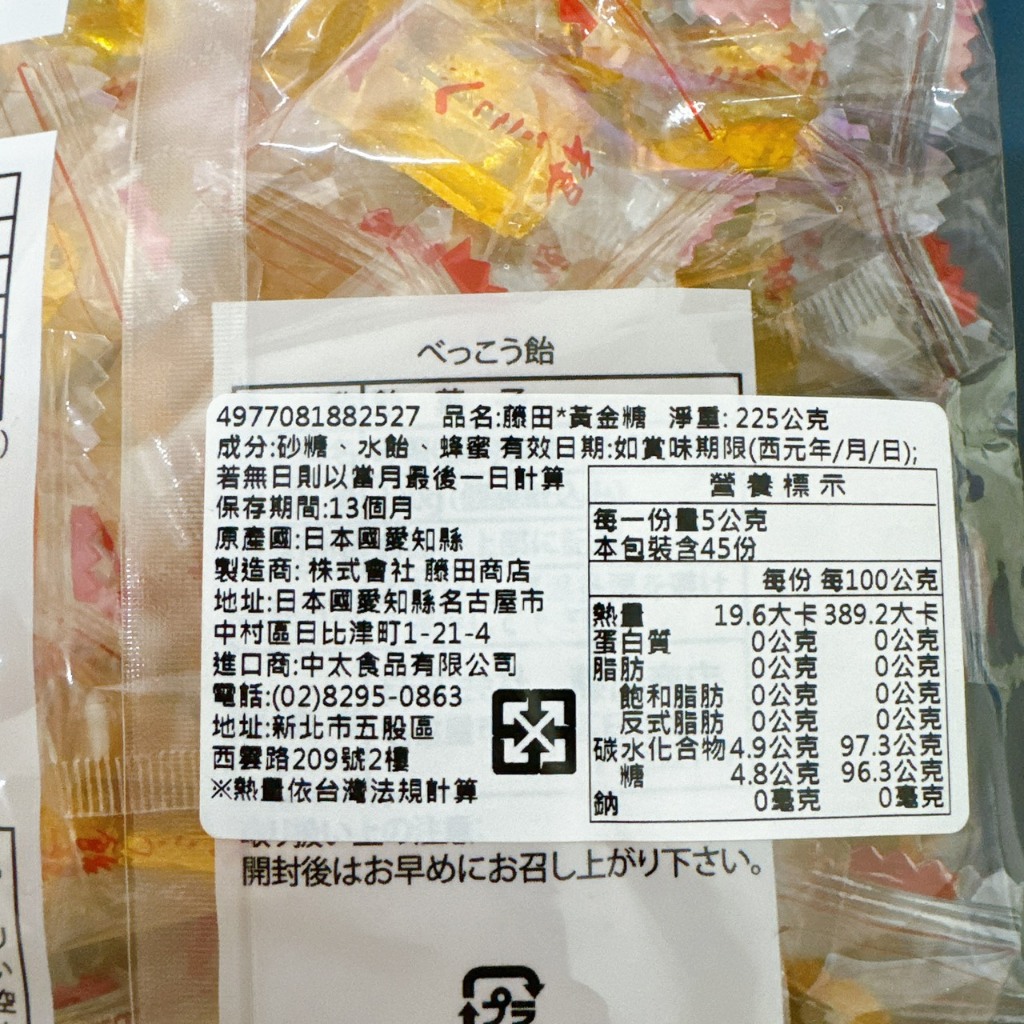 べっこう飴
4977081882527 品名:藤田*黃金糖 淨重: 225公克
成分:砂糖、水飴、蜂蜜 有效日期:如賞味期限(西元年/月/日);
若無日則以當月最後一日計算
保存期間:13個月
原產國:日本國愛知縣
製造商: 株式會社 藤田商店
地址:日本國愛知縣名古屋市
中村區日比津町1-21-4
進口商:中太食品有限公司
電話:(02)8295-0863
地址:新北市五股區
西雲路209號2樓
※熱量依台灣法規計算
營養標示
每一份量5公克
本包裝含45份
每份 每100公克
熱量 19.6大卡 389.2大卡
蛋白質 0公克 0公克
脂肪 0公克 0公克
飽和脂肪 0公克 0公克
反式脂肪 0公克 0公克
碳水化合物 4.9公克 97.3公克
糖 4.8公克 96.3公克
鈉 0毫克 0毫克
取り扱い上の注意
開封後はお早めにお召し上がり下さい。
プラ